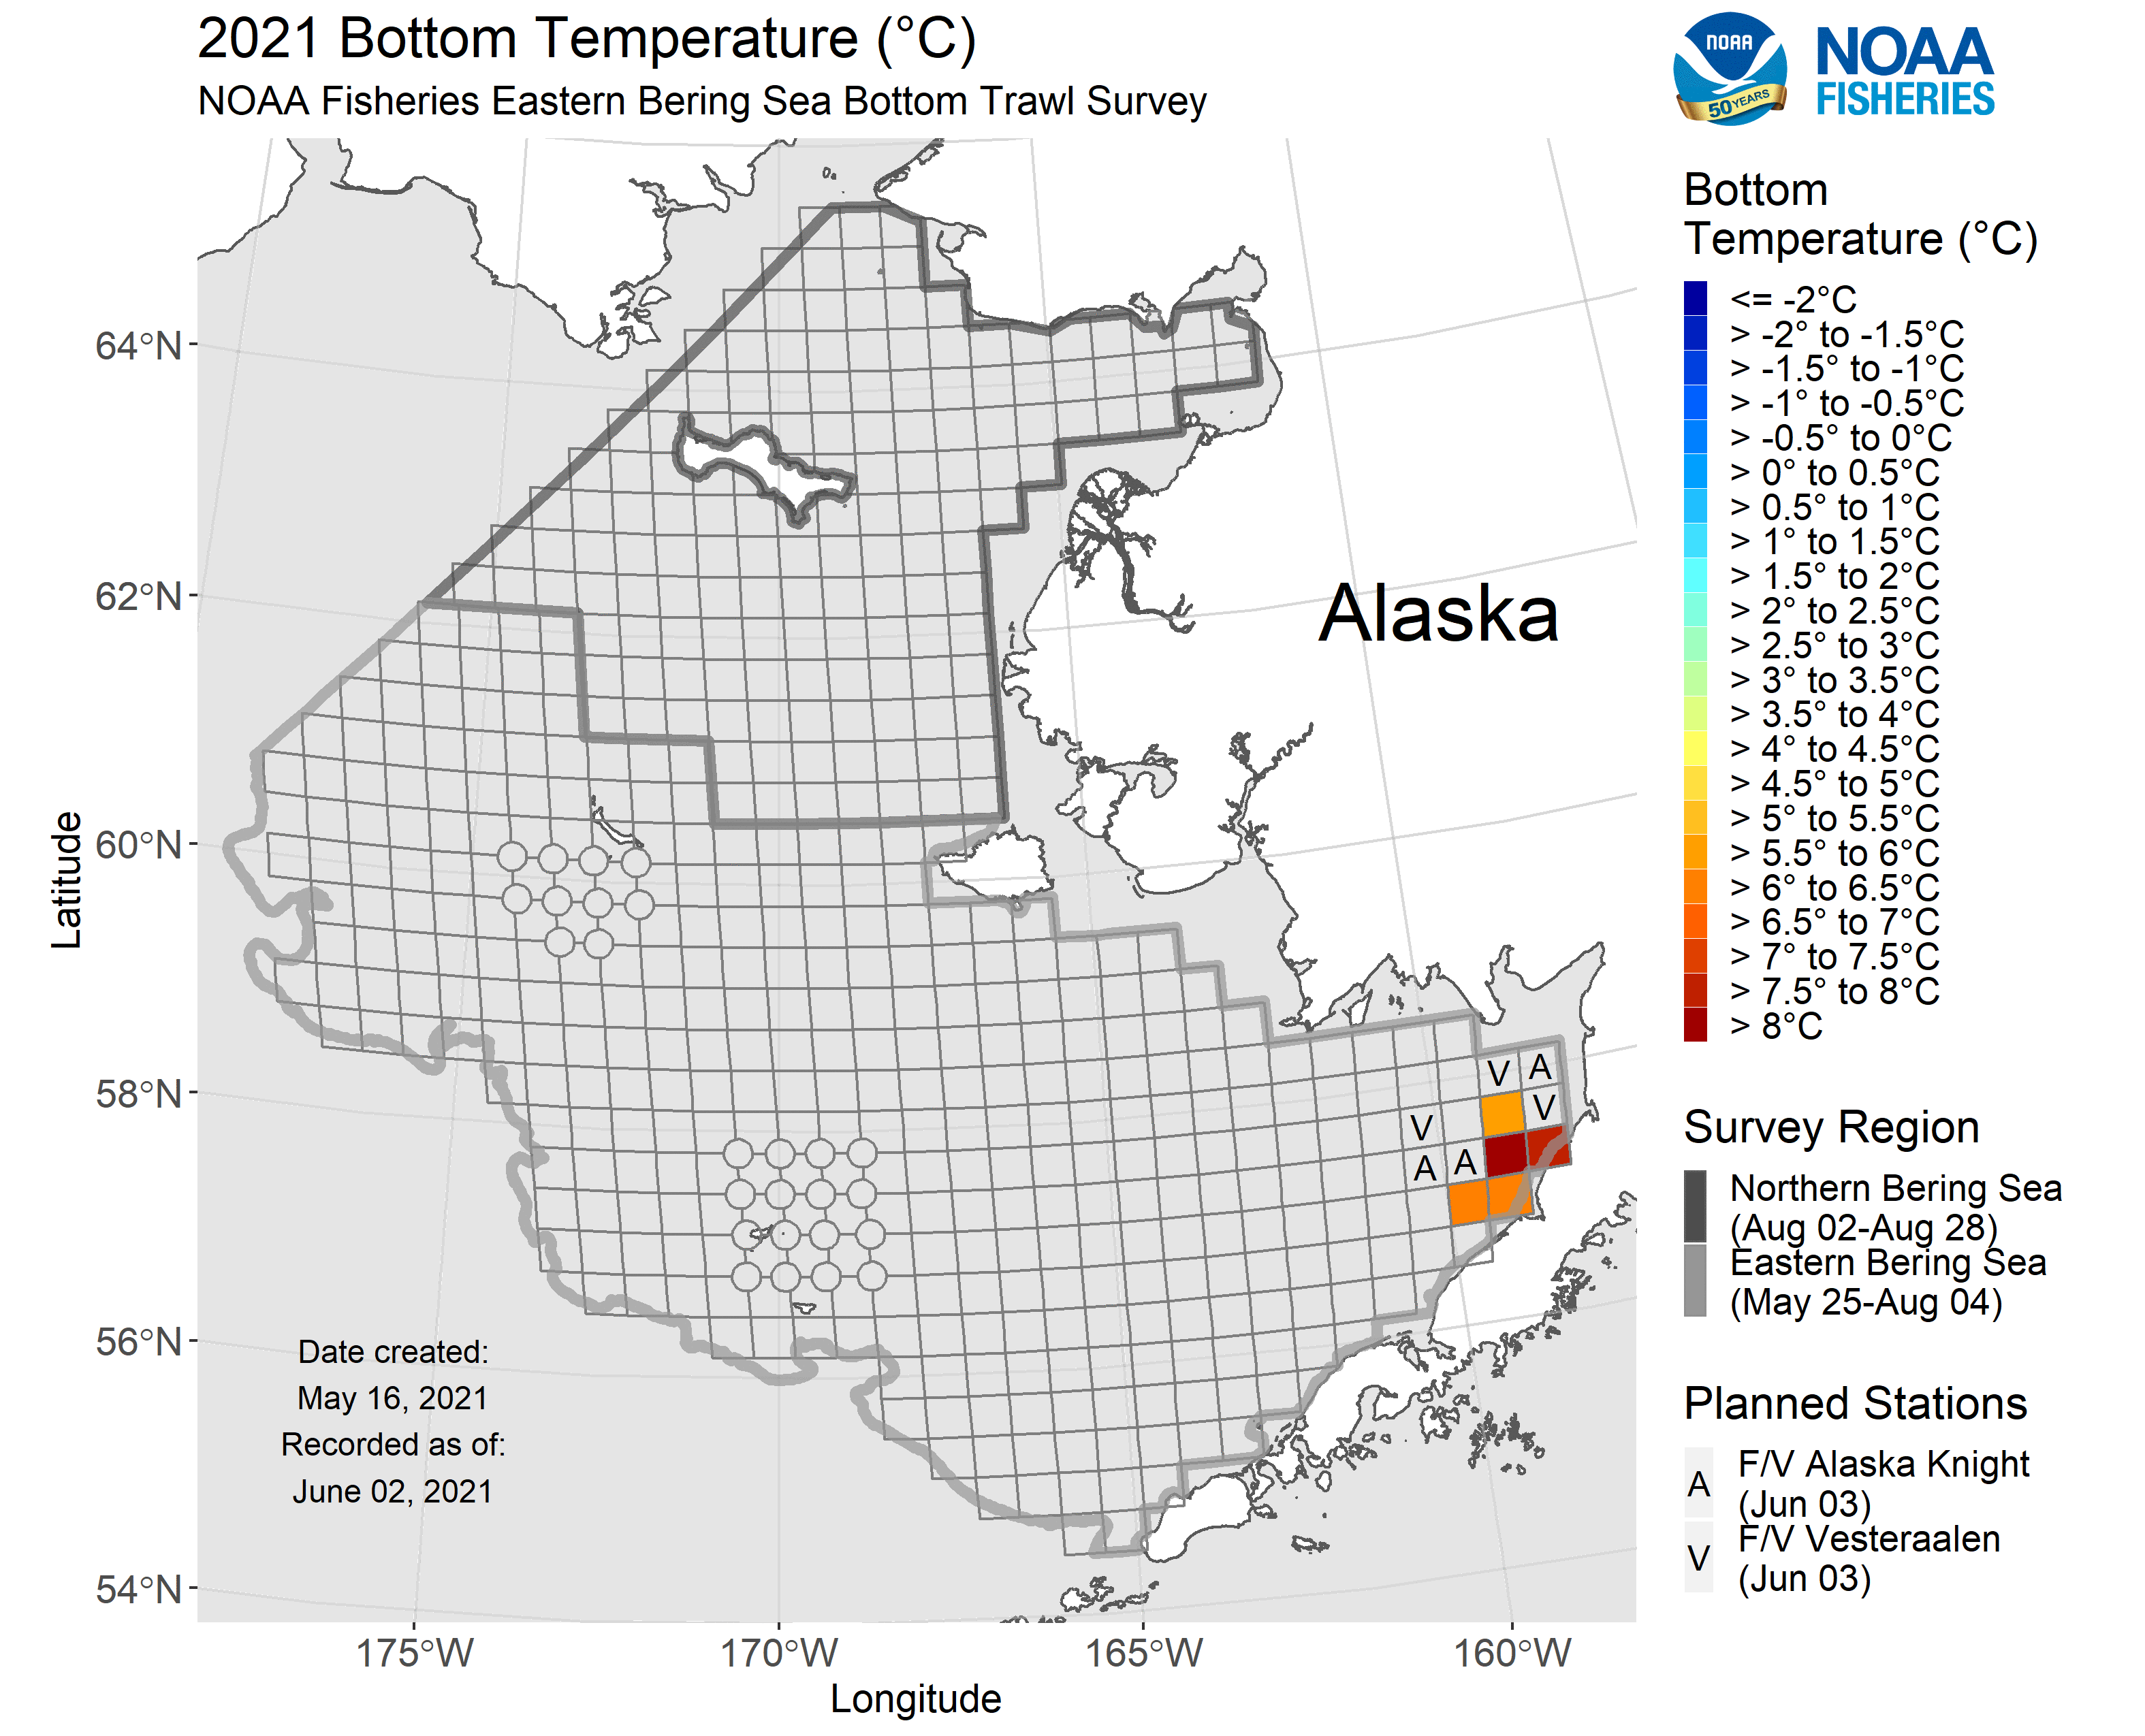 2021 Bottom Temperature (°C)
NOAA Fisheries Eastern Bering Sea Bottom Trawl Survey
NOAA
50 YEARS
NOAA
FISHERIES
Bottom
Temperature (°C)
<= -2°C
> -2° to -1.5°C
> -1.5° to -1°C
> -1° to -0.5°C
> -0.5° to 0°C
> 0° to 0.5°C
> 0.5° to 1°C
> 1° to 1.5°C
> 1.5° to 2°C
> 2° to 2.5°C
> 2.5° to 3°C
> 3° to 3.5°C
> 3.5° to 4°C
> 4° to 4.5°C
> 4.5° to 5°C
> 5° to 5.5°C
> 5.5° to 6°C
> 6° to 6.5°C
> 6.5° to 7°C
> 7° to 7.5°C
> 7.5° to 8°C
> 8°C
Survey Region
Northern Bering Sea
(Aug 02-Aug 28)
Eastern Bering Sea
(May 25-Aug 04)
Planned Stations
A F/V Alaska Knight
(Jun 03)
V F/V Vesteraalen
(Jun 03)
Alaska
V A
V
V
A A
Date created:
May 16, 2021
Recorded as of:
June 02, 2021
64°N
62°N
60°N
58°N
56°N
54°N
Latitude
175°W 170°W 165°W 160°W
Longitude